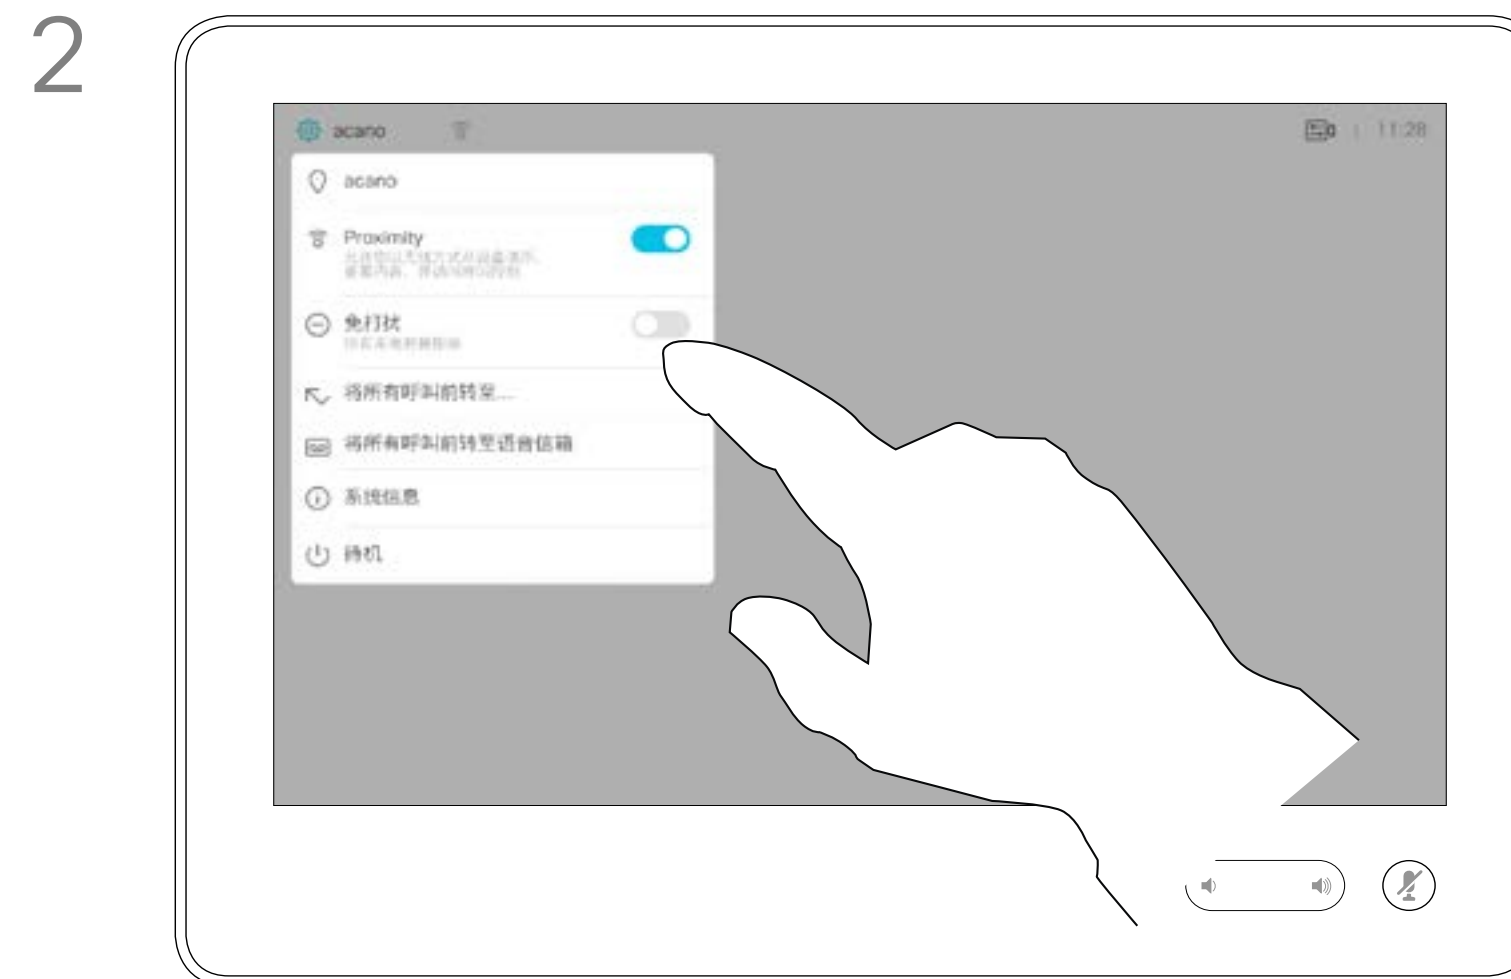 2
acano
11:28
acano
Proximity
免打扰
将所有呼叫前转至...
将所有呼叫前转至语音信箱
系统信息
待机